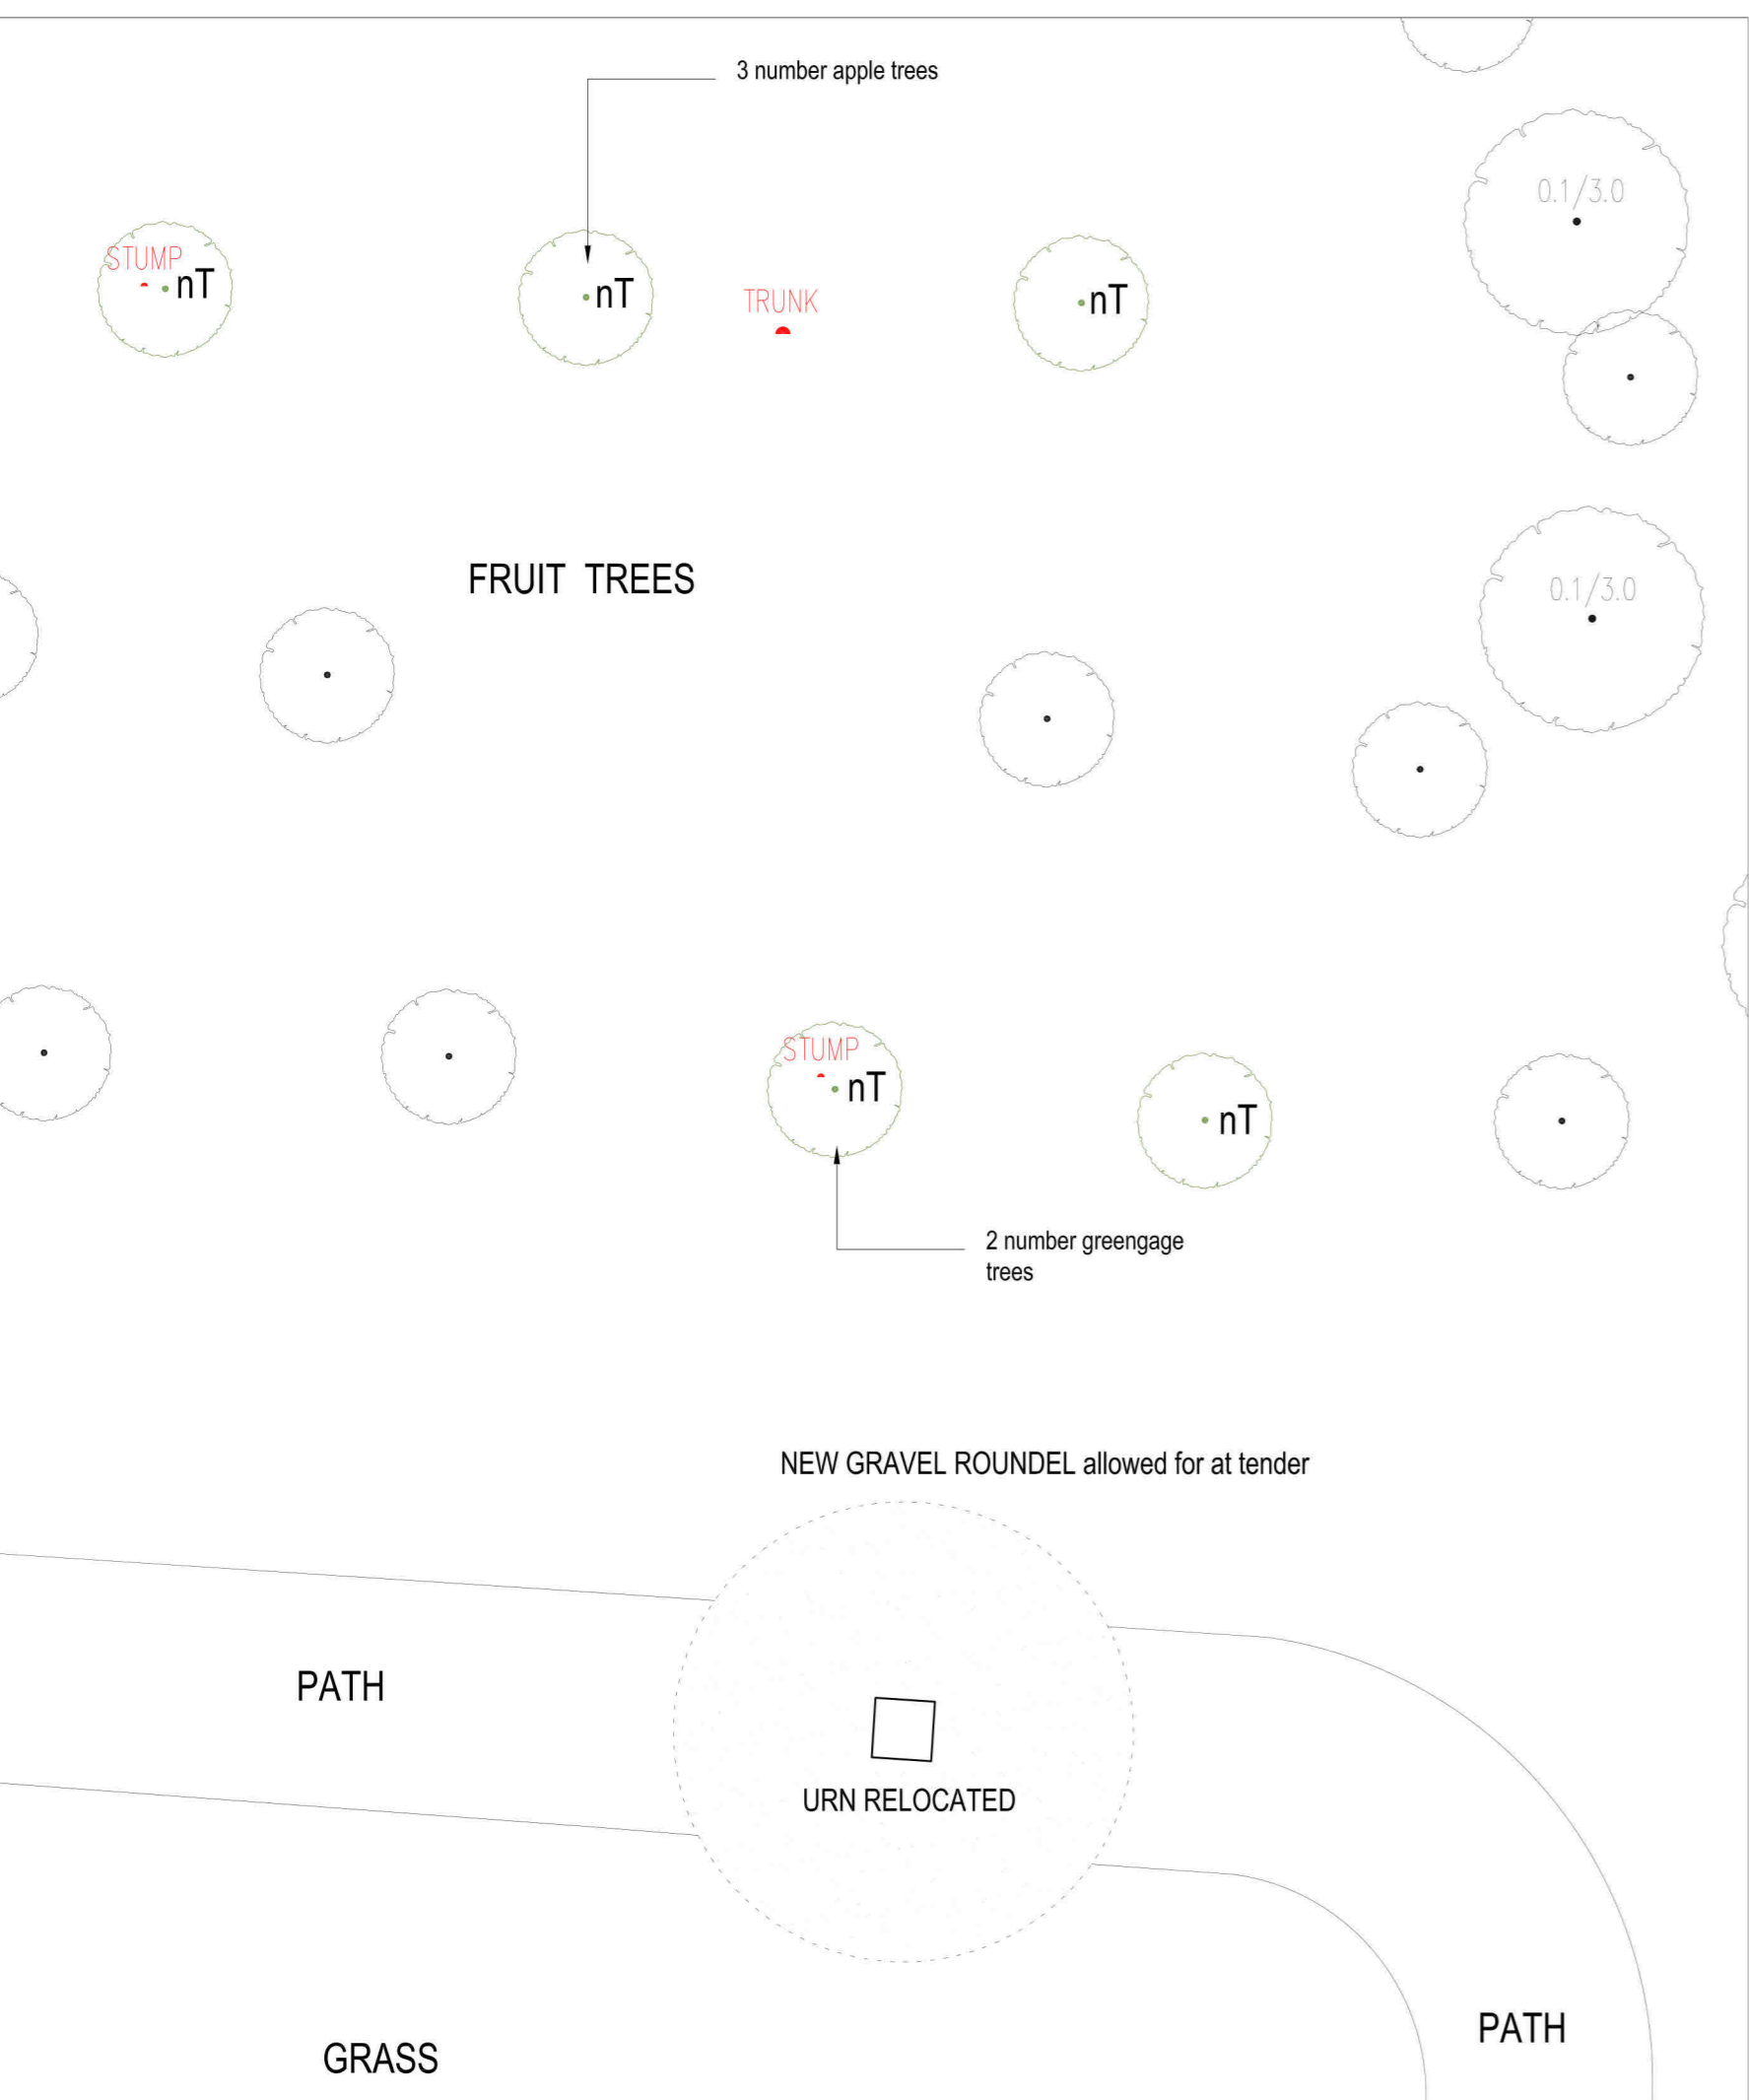 3 number apple trees
0.1/3.0
STUMP
nT
nT
TRUNK
nT
FRUIT TREES
0.1/3.0
STUMP
nT
nT
2 number greengage
trees
NEW GRAVEL ROUNDEL allowed for at tender
PATH
URN RELOCATED
PATH
GRASS